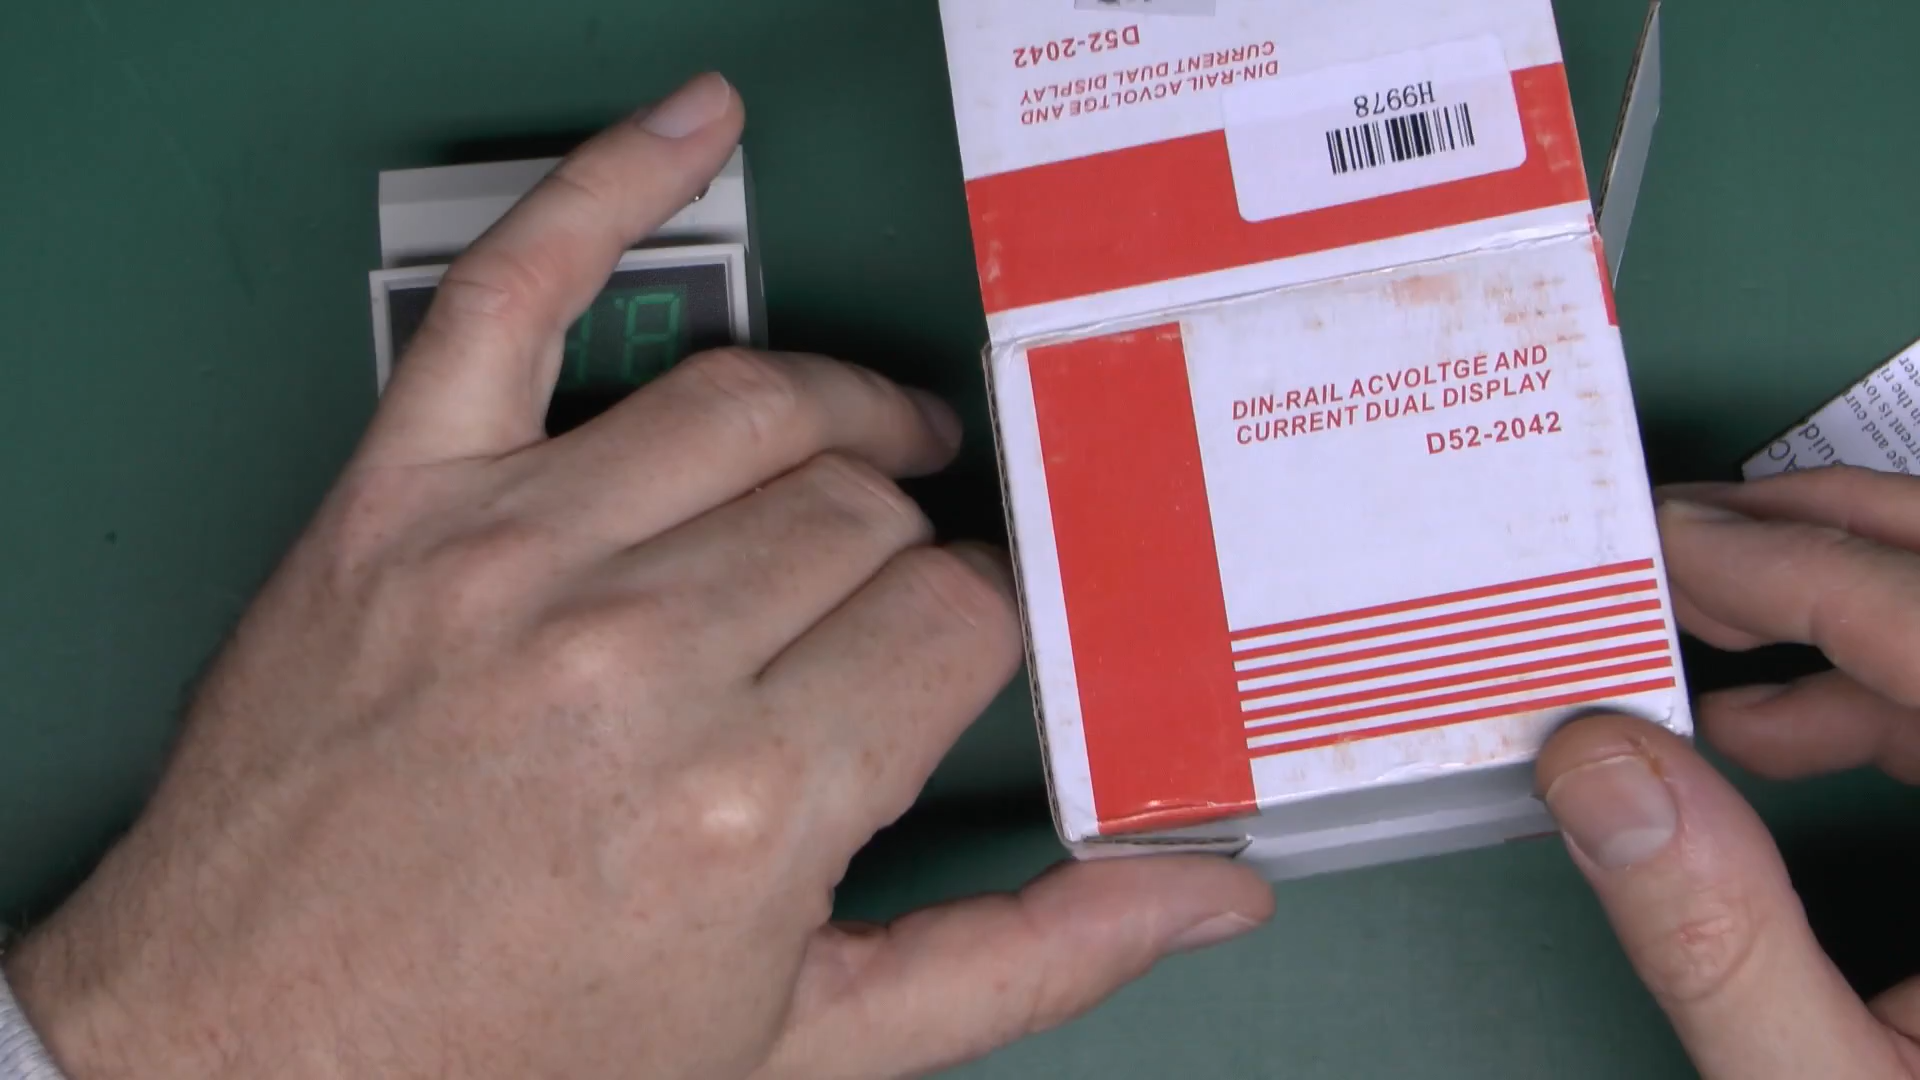 D52-2042
CURRENT DUAL DISPLAY
DIN-RAIL ACVOLTGE AND
H9978
DIN-RAIL ACVOLTGE AND
CURRENT DUAL DISPLAY
D52-2042